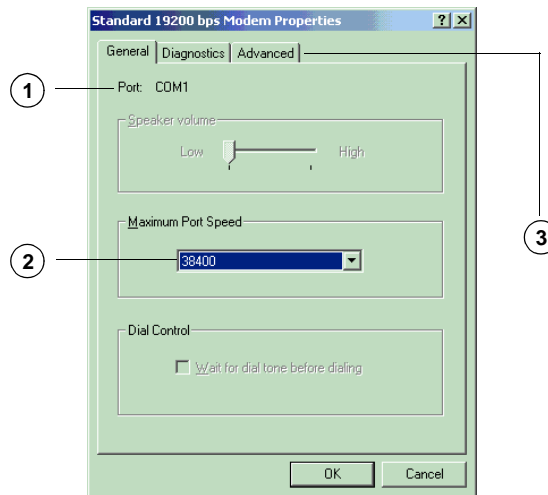 Standard 19200 bps Modem Properties
General Diagnostics Advanced
1
Port: COM1
Speaker volume
Low High
3
Maximum Port Speed
2
38400
Dial Control
Wait for dial tone before dialing
OK Cancel